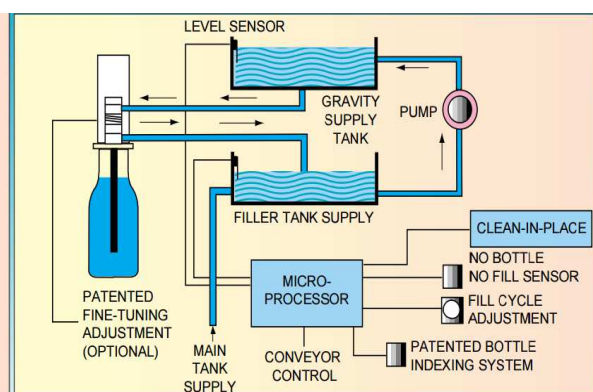 LEVEL SENSOR
GRAVITY
SUPPLY
TANK
PUMP
FILLER TANK SUPPLY
CLEAN-IN-PLACE
NO BOTTLE
NO FILL SENSOR
MICRO-
PROCESSOR
FILL CYCLE
ADJUSTMENT
PATENTED
FINE-TUNING
ADJUSTMENT
(OPTIONAL)
MAIN
TANK
SUPPLY
CONVEYOR
CONTROL
PATENTED BOTTLE
INDEXING SYSTEM